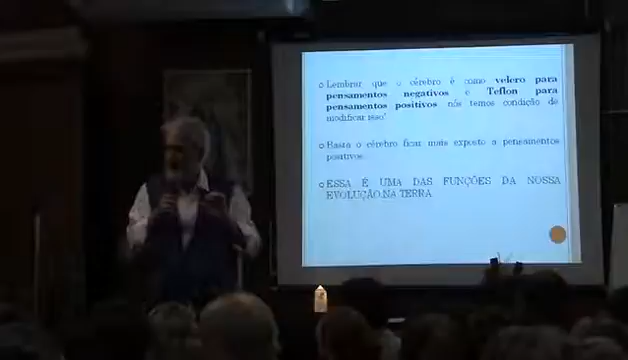 Lembrar que o cérebro é como velero para
pensamentos negativos e Teflon para
pensamentos positivos nós temos condição de
modificar isso'
Basta o cérebro ficar mais exposto a pensamentos
positivos.
ESSA É UMA DAS FUNÇÕES DA NOSSA
EVOLUÇÃO NA TERRA